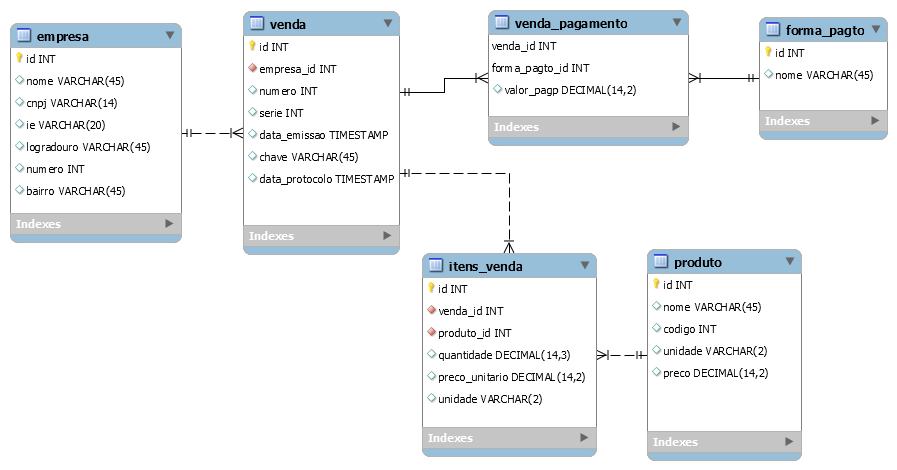 empresa
id INT
nome VARCHAR(45)
cnpj VARCHAR(14)
ie VARCHAR(20)
logradouro VARCHAR(45)
numero INT
bairro VARCHAR(45)
Indexes
venda
id INT
empresa_id INT
numero INT
serie INT
data_emissao TIMESTAMP
chave VARCHAR(45)
data_protocolo TIMESTAMP
Indexes
venda_pagamento
venda_id INT
forma_pagto_id INT
valor_pagp DECIMAL(14,2)
Indexes
forma_pagto
id INT
nome VARCHAR(45)
Indexes
itens_venda
id INT
venda_id INT
produto_id INT
quantidade DECIMAL(14,3)
preco_unitario DECIMAL(14,2)
unidade VARCHAR(2)
Indexes
produto
id INT
nome VARCHAR(45)
codigo INT
unidade VARCHAR(2)
preco DECIMAL(14,2)
Indexes